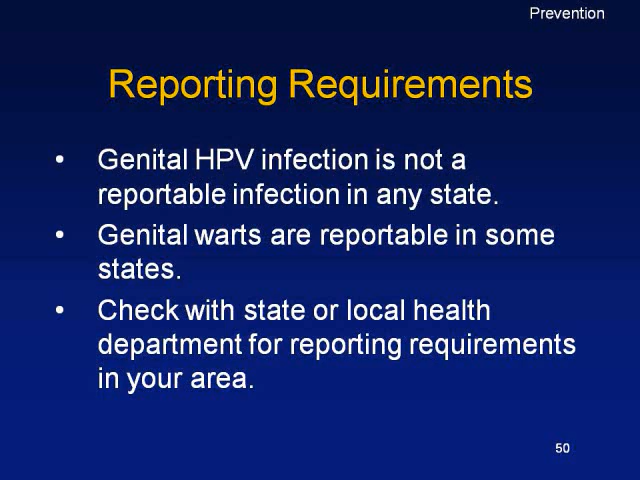 Prevention
Reporting Requirements
• Genital HPV infection is not a
reportable infection in any state.
• Genital warts are reportable in some
states.
• Check with state or local health
department for reporting requirements
in your area.
50